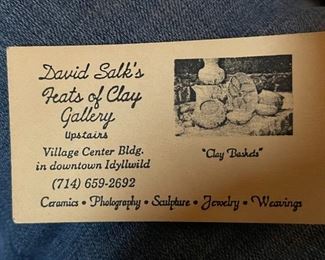 David Salk's
Feats of Clay
Gallery
Upstairs
Village Center Bldg.
in downtown Idyllwild
(714) 659-2692
"Clay Baskets"
Ceramics • Photography • Sculpture • Jewelry • Weavings